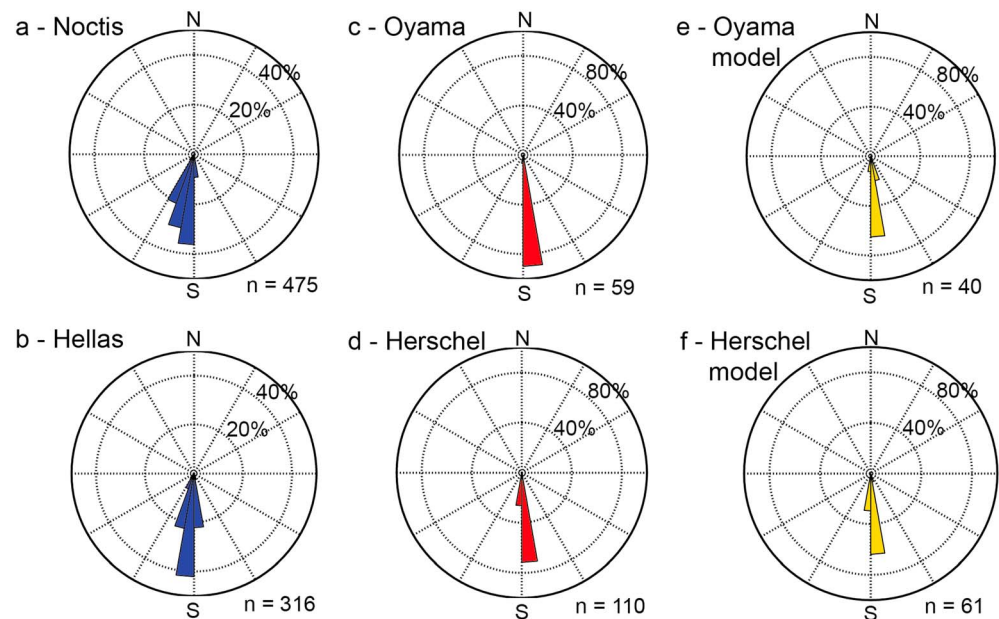 a - Noctis
N
40%
20%
S
n = 475
c - Oyama
N
80%
40%
S
n = 59
e - Oyama
model
N
80%
40%
S
n = 40
b - Hellas
N
40%
20%
S
n = 316
d - Herschel
N
80%
40%
S
n = 110
f - Herschel
model
N
80%
40%
S
n = 61